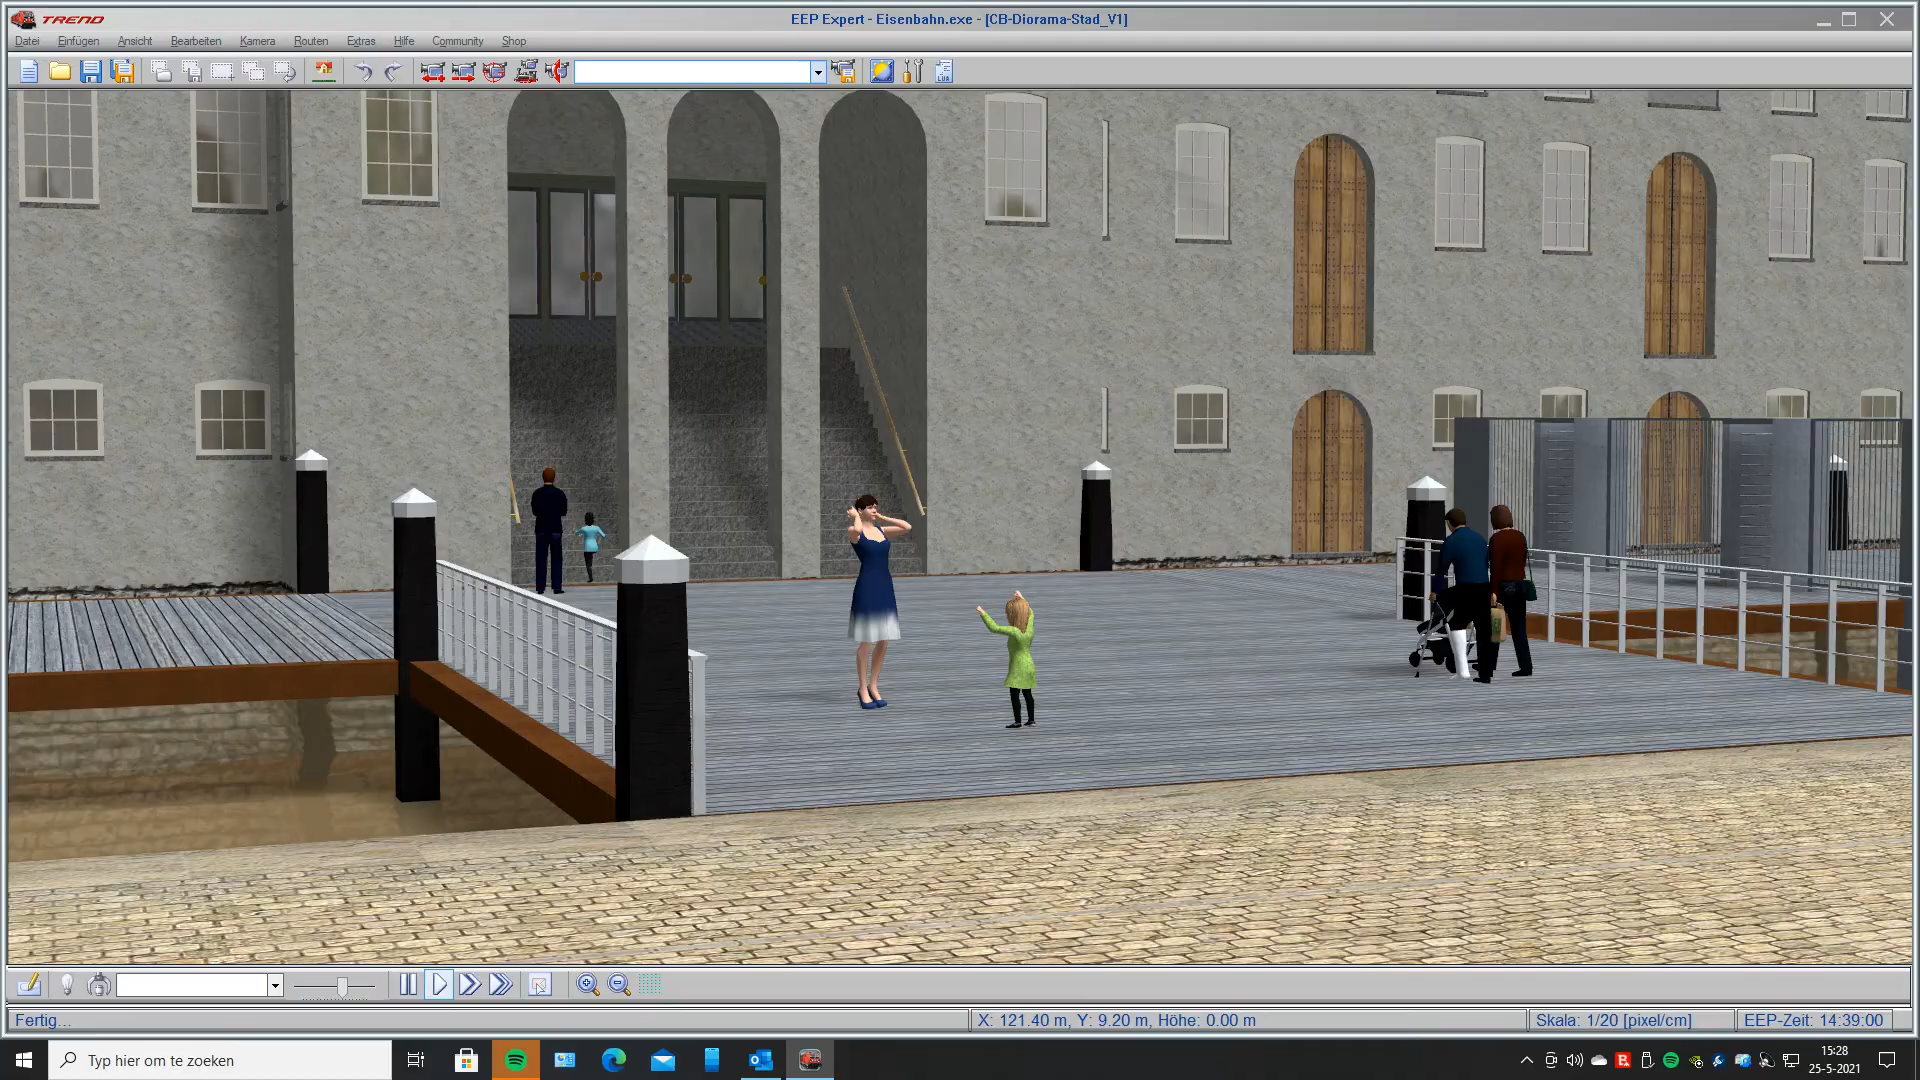 TREND
EEP Expert - Eisenbahn.exe - [CB-Diorama-Stad_V1]
Datei Einfügen Ansicht Bearbeiten Kamera Routen Extras Hilfe Community Shop
LUA
Fertig...
X: 121.40 m, Y: 9.20 m, Höhe: 0.00 m
Skala: 1/20 [pixel/cm]
EEP-Zeit: 14:39:00
Typ hier om te zoeken
15:28
25-5-2021